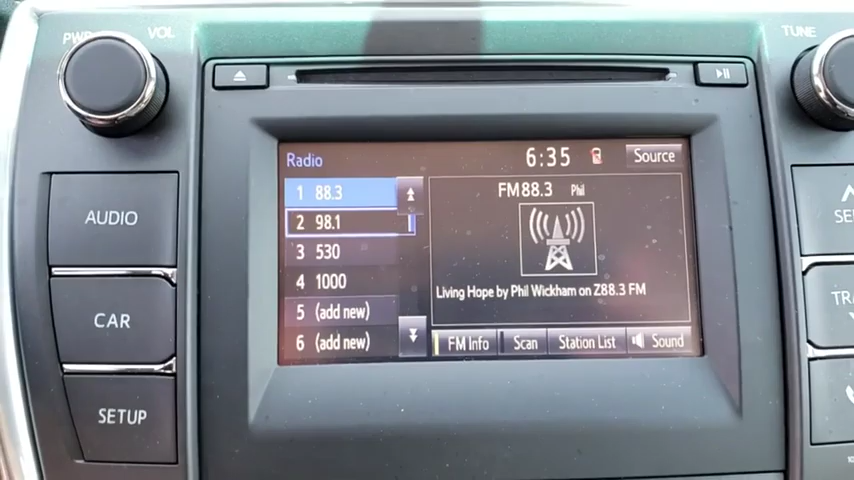 PWR VOL
TUNE
Radio 6:35 Source
1 88.3
2 98.1
3 530
4 1000
5 (add new)
6 (add new)
FM88.3 Phil
Living Hope by Phil Wickham on Z88.3 FM
FM Info Scan Station List Sound
AUDIO
CAR
SETUP